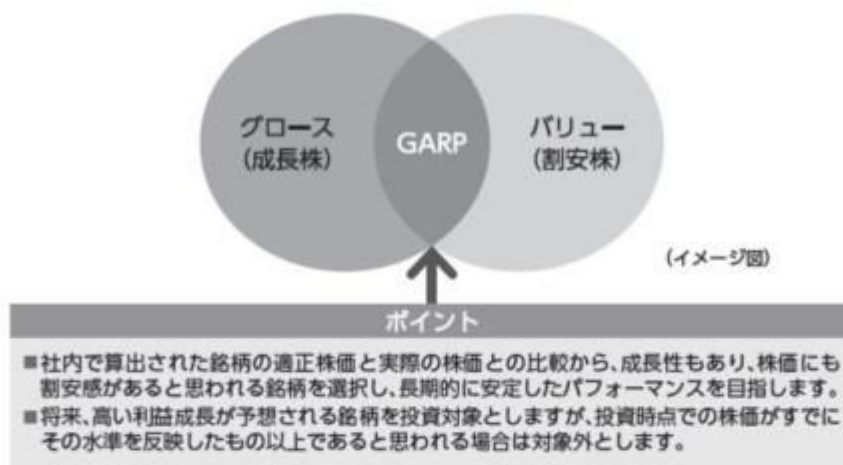 グロース
(成長株)
GARP
バリュー
(割安株)
(イメージ図)
ポイント
■社内で算出された銘柄の適正株価と実際の株価との比較から、成長性もあり、株価にも
割安感があると思われる銘柄を選択し、長期的に安定したパフォーマンスを目指します。
■将来、高い利益成長が予想される銘柄を投資対象としますが、投資時点での株価がすでに
その水準を反映したもの以上であると思われる場合は対象外とします。